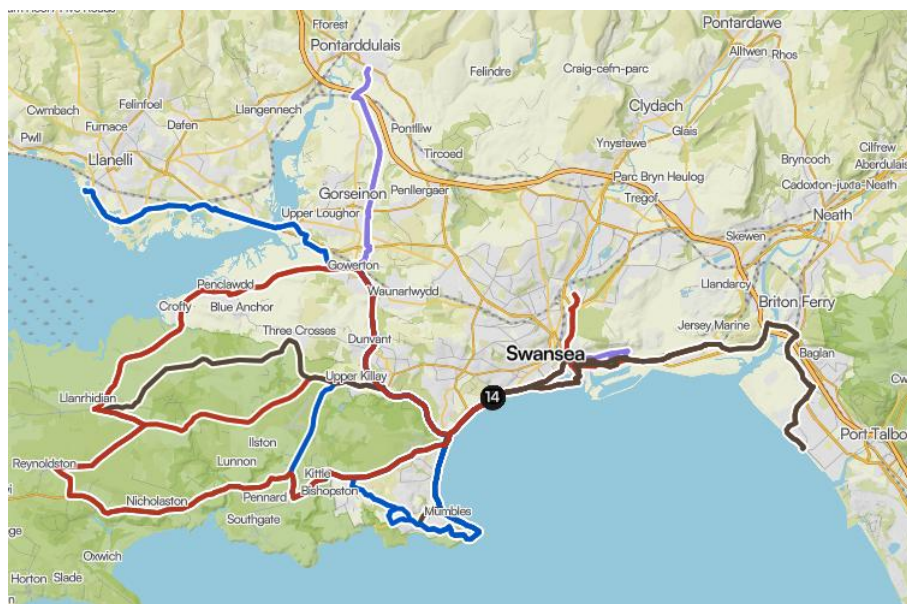 Fforest
Pontarddulais
Pontardawe
Alltwen
Rhos
Felindre
Craig-cefn-parc
Cwmbach
Felinfoel
Llangennech
Clydach
Furnace
Dafen
Pontlliw
Glais
Pwll
Ynystawe
Bryncoch
Cilfrew
Llanelli
Tircoed
Aberdulais
Parc Bryn Heulog
Gorseinon
Penllergaer
Cadoxton-juxta-Neath
Tregof
Upper Loughor
Neath
Skewen
Gowerton
Penclawdd
Waunarlwydd
Llandarcy
Crofty
Blue Anchor
Briton Ferry
Three Crosses
Jersey Marine
Dunvant
Swansea
Baglan
Upper Killay
Llanrhidian
14
Port Talbo
Ilston
Reynoldston
Lunnon
Kittle
Nicholaston
Pennard
Bishopston
Mumbles
Southgate
Oxwich
Horton
Slade